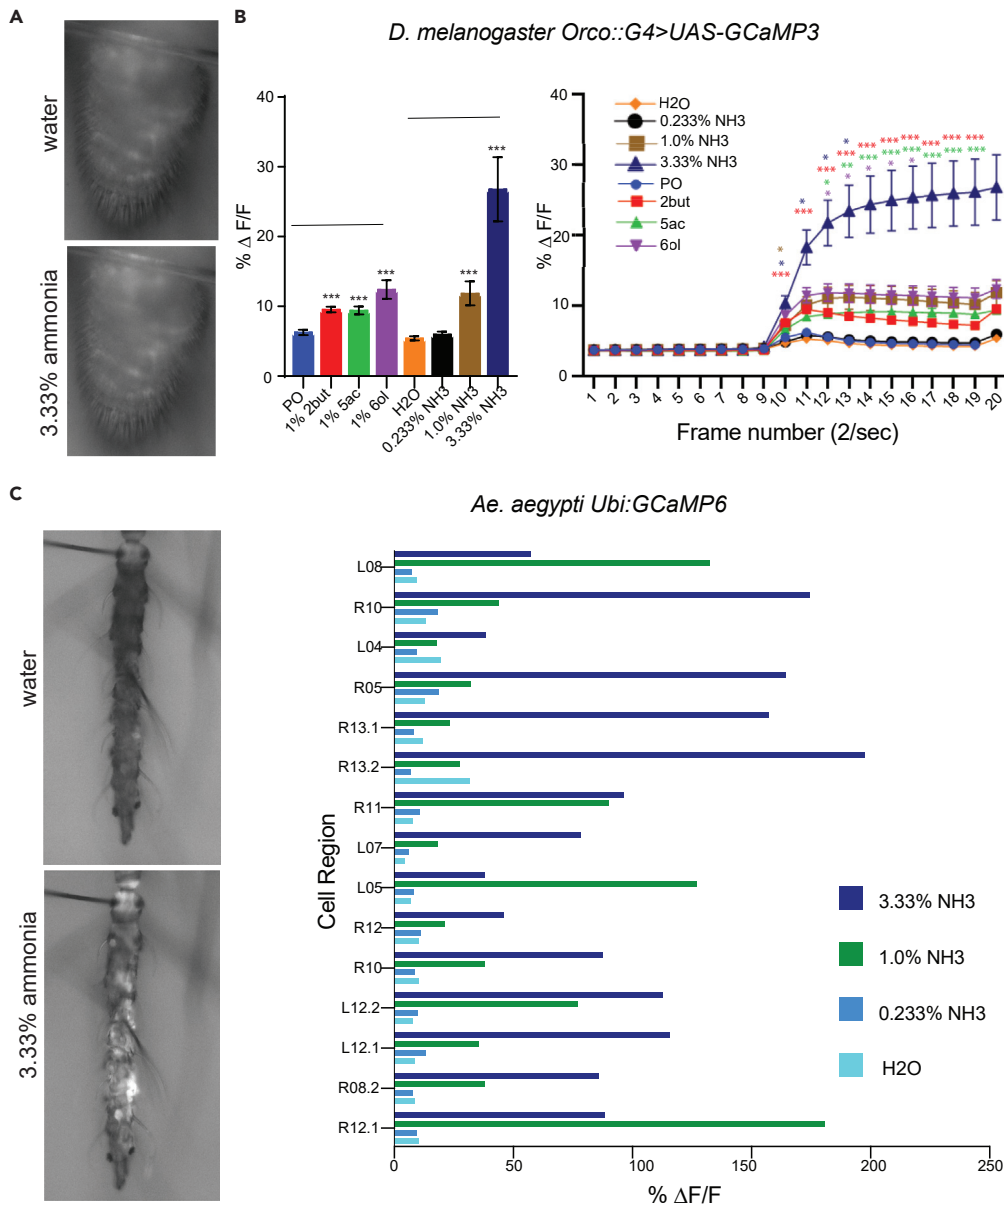 A
water
3.33% ammonia
B
D. melanogaster Orco::G4>UAS-GCaMP3
% Δ F/F
40
30
20
10
0
***
***
***
***
***
PO
1% 2but
1% 5ac
1% 6ol
H2O
0.233% NH3
1.0% NH3
3.33% NH3
% Δ F/F
40
30
20
10
0
H2O
0.233% NH3
1.0% NH3
3.33% NH3
PO
2but
5ac
6ol
*
*
***
*
***
*
***
*
*
*
***
**
*
***
***
*
***
***
*
***
***
*
***
***
***
***
***
***
1
2
3
4
5
6
7
8
9
10
11
12
13
14
15
16
17
18
19
20
Frame number (2/sec)
C
water
3.33% ammonia
Ae. aegypti Ubi:GCaMP6
Cell Region
L08
R10
L04
R05
R13.1
R13.2
R11
L07
L05
R12
R10
L12.2
L12.1
R08.2
R12.1
3.33% NH3
1.0% NH3
0.233% NH3
H2O
0
50
100
150
200
250
% ΔF/F